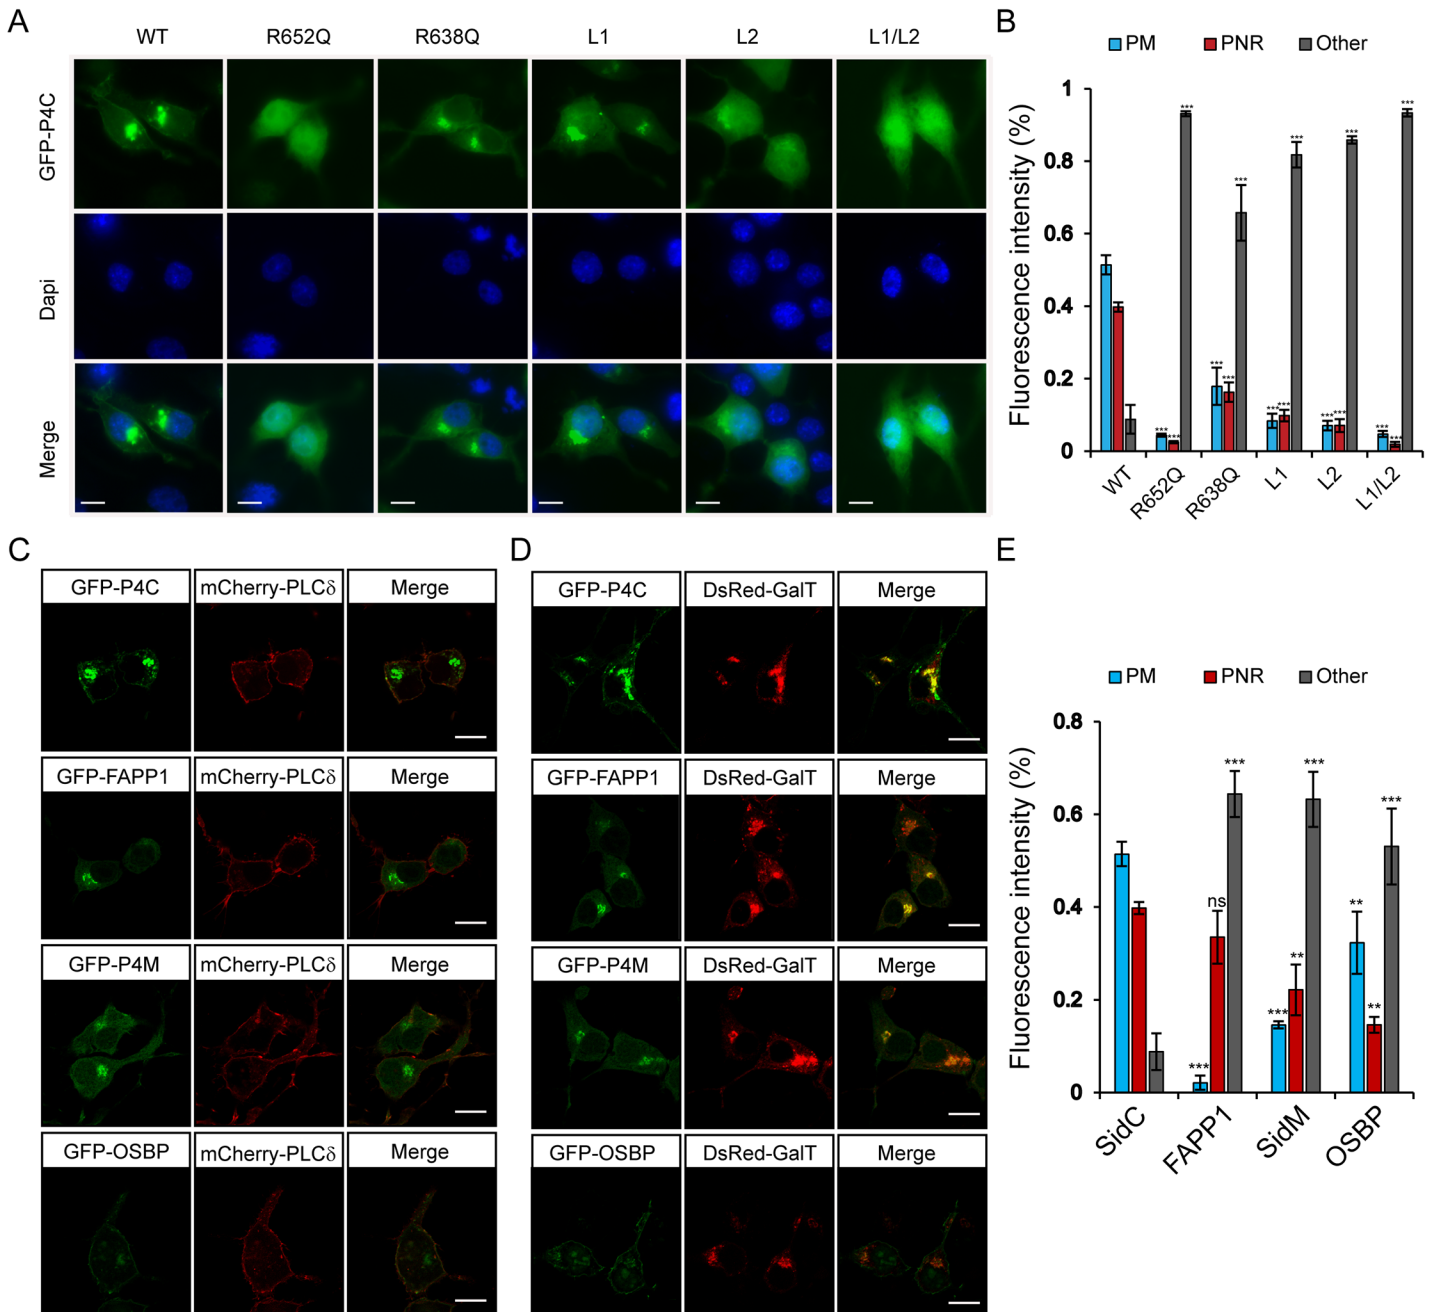 A
WT R652Q R638Q L1 L2 L1/L2
GFP-P4C
Dapi
Merge
B
PM PNR Other
Fluorescence intensity (%)
1
0.8
0.6
0.4
0.2
0
*** *** ***
*** *** ***
*** *** ***
*** *** ***
*** *** ***
WT R652Q R638Q L1 L2 L1/L2
C
GFP-P4C mCherry-PLCδ Merge
GFP-FAPP1 mCherry-PLCδ Merge
GFP-P4M mCherry-PLCδ Merge
GFP-OSBP mCherry-PLCδ Merge
D
GFP-P4C DsRed-GalT Merge
GFP-FAPP1 DsRed-GalT Merge
GFP-P4M DsRed-GalT Merge
GFP-OSBP DsRed-GalT Merge
E
PM PNR Other
Fluorescence intensity (%)
0.8
0.6
0.4
0.2
0
*** ns ***
*** ** ***
** ** ***
SidC FAPP1 SidM OSBP